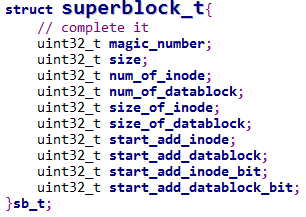 struct superblock_t{
// complete it
uint32_t magic_number;
uint32_t size;
uint32_t num_of_inode;
uint32_t num_of_datablock;
uint32_t size_of_inode;
uint32_t size_of_datablock;
uint32_t start_add_inode;
uint32_t start_add_datablock;
uint32_t start_add_inode_bit;
uint32_t start_add_datablock_bit;
}sb_t;